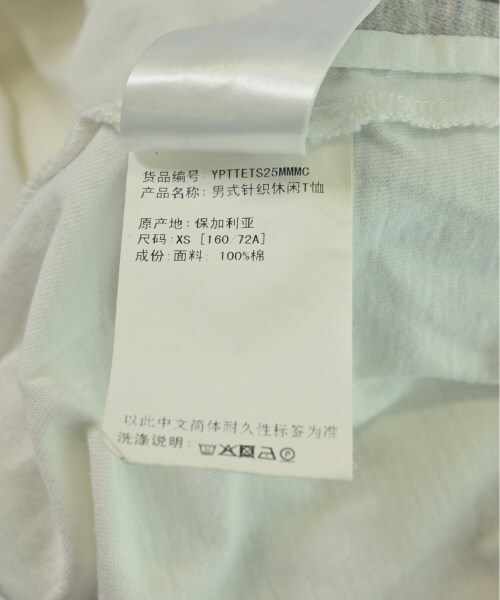 货品编号: YPTTETS25MMMC
产品名称: 男式针织休闲T恤
原产地: 保加利亚
尺码: XS [160/72A]
成份:面料: 100%棉
以此中文简体耐久性标签为准
洗涤说明: